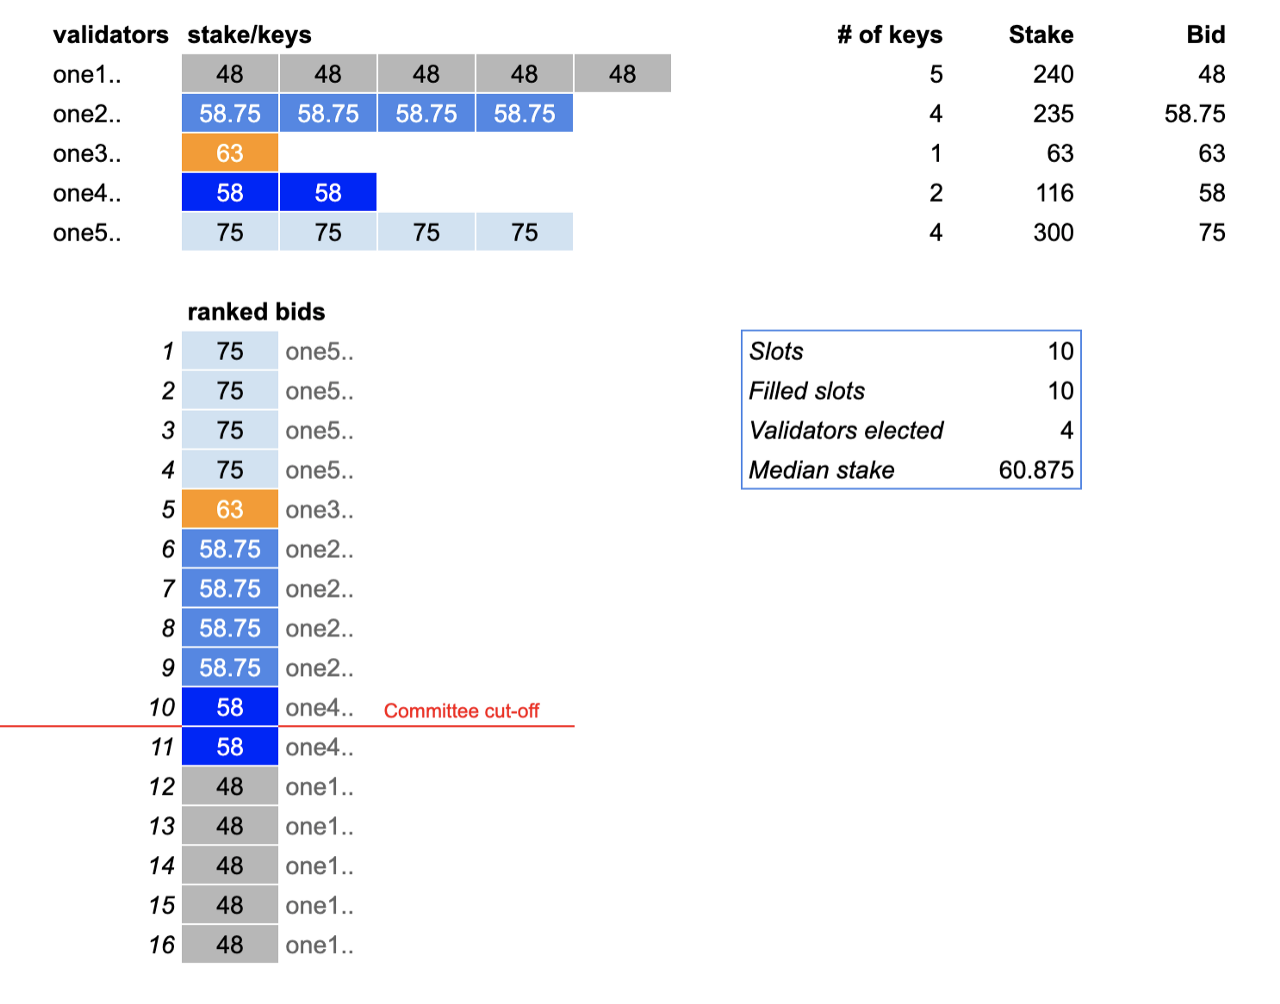 validators stake/keys # of keys Stake Bid
one1.. 48 48 48 48 48 5 240 48
one2.. 58.75 58.75 58.75 58.75 4 235 58.75
one3.. 63 1 63 63
one4.. 58 58 2 116 58
one5.. 75 75 75 75 4 300 75
ranked bids
1 75 one5.. Slots 10
2 75 one5.. Filled slots 10
3 75 one5.. Validators elected 4
4 75 one5.. Median stake 60.875
5 63 one3..
6 58.75 one2..
7 58.75 one2..
8 58.75 one2..
9 58.75 one2..
10 58 one4.. Committee cut-off
11 58 one4..
12 48 one1..
13 48 one1..
14 48 one1..
15 48 one1..
16 48 one1..